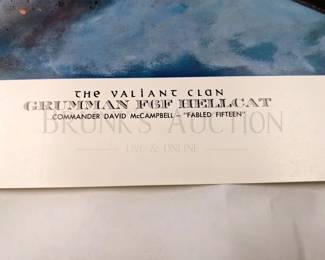 THE VALIANT CLAN
GRUMMAN F6F HELLCAT
COMMANDER DAVID McCAMPBELL – "FABLED FIFTEEN"
BRUNK'S AUCTION
LIVE & ONLINE